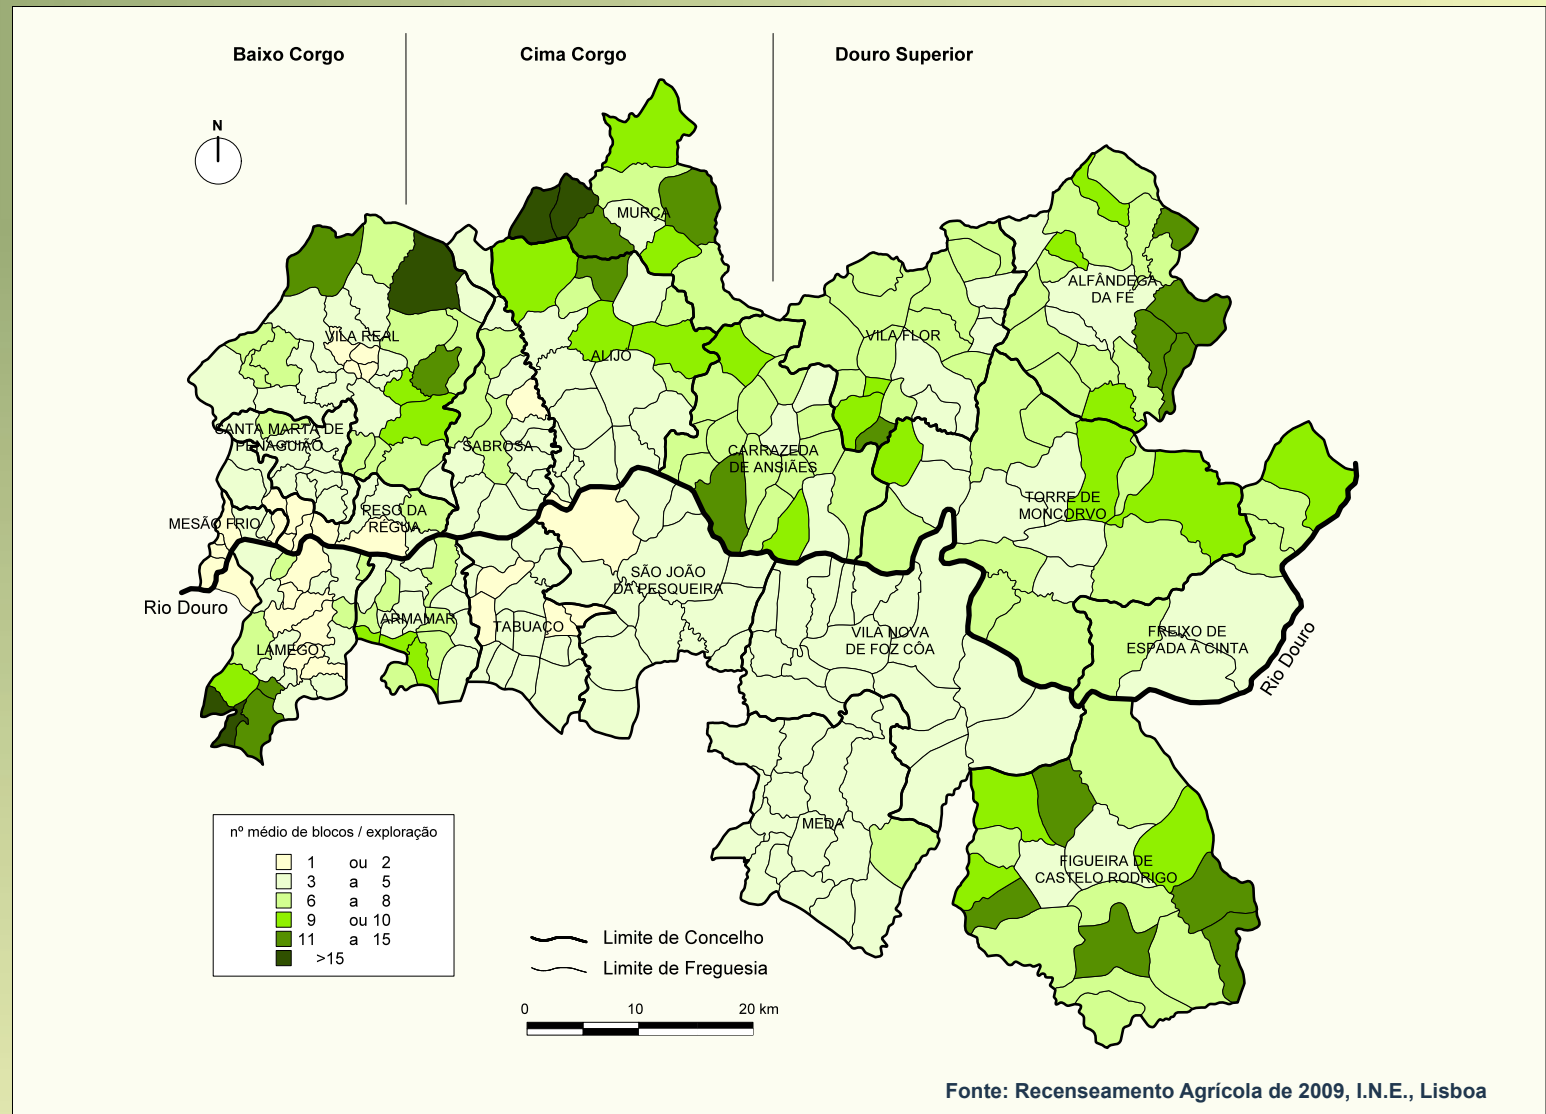 Baixo Corgo
Cima Corgo
Douro Superior
N
MURÇA
ALFÂNDEGA
DA FÉ
VILA REAL
VILA FLOR
ALIJÓ
SANTA MARTA DE
PENAGUIÃO
SABROSA
CARRAZEDA
DE ANSIÃES
TORRE DE
MONCORVO
MESÃO FRIO
PESO DA
RÉGUA
SÃO JOÃO
DA PESQUEIRA
Rio Douro
ARMAMAR
TABUAÇO
VILA NOVA
DE FOZ CÔA
FREIXO DE
ESPADA À CINTA
LAMEGO
Rio Douro
MEDA
FIGUEIRA DE
CASTELO RODRIGO
nº médio de blocos / exploração
1 ou 2
3 a 5
6 a 8
9 ou 10
11 a 15
>15
Limite de Concelho
Limite de Freguesia
0 10 20 km
Fonte: Recenseamento Agrícola de 2009, I.N.E., Lisboa